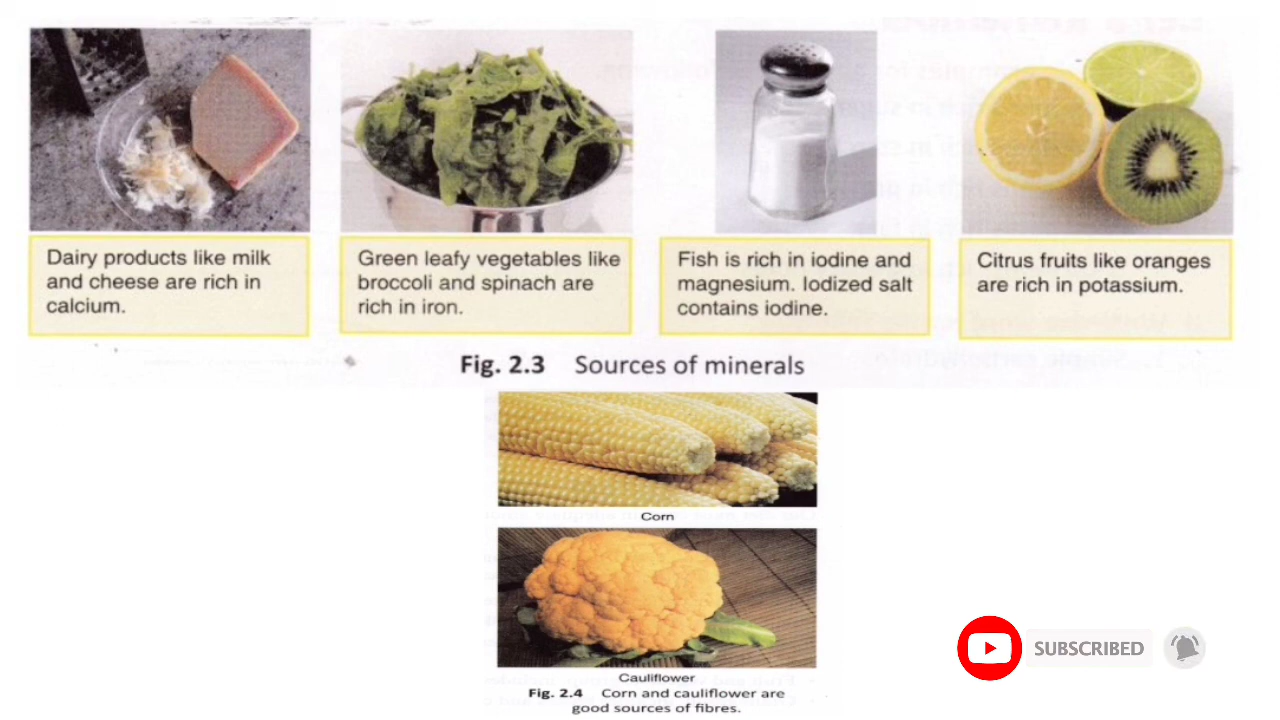 Dairy products like milk
and cheese are rich in
calcium.
Green leafy vegetables like
broccoli and spinach are
rich in iron.
Fish is rich in iodine and
magnesium. Iodized salt
contains iodine.
Citrus fruits like oranges
are rich in potassium.
Fig. 2.3 Sources of minerals
Corn
Cauliflower
Fig. 2.4 Corn and cauliflower are
good sources of fibres.
SUBSCRIBED